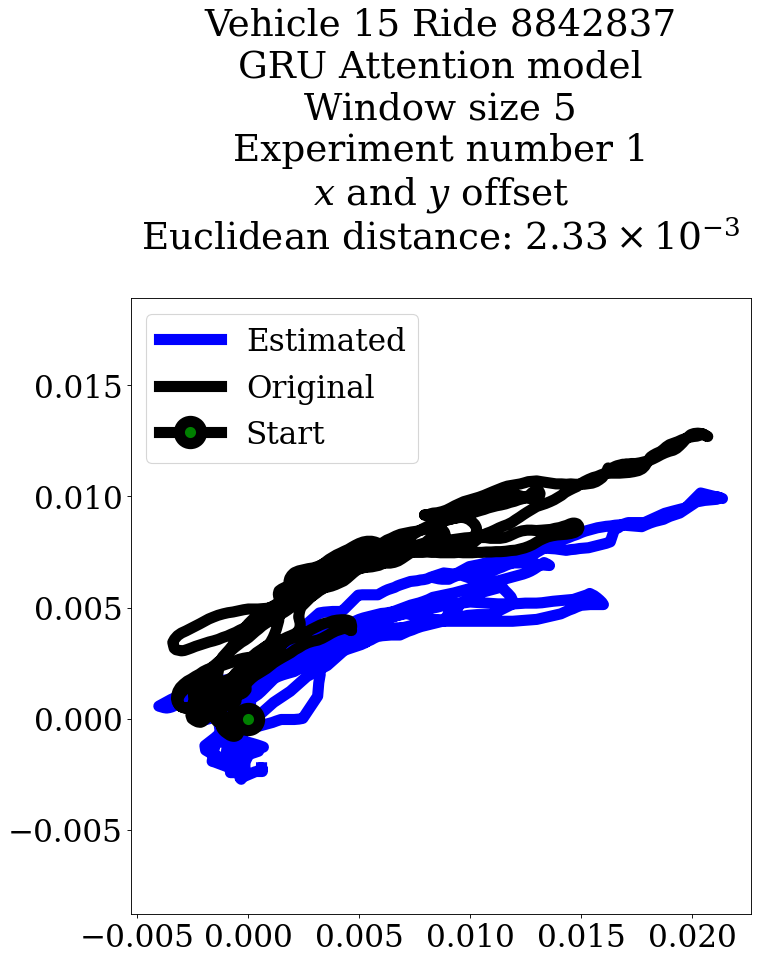 Vehicle 15 Ride 8842837
GRU Attention model
Window size 5
Experiment number 1
x and y offset
Euclidean distance: 2.33 × 10⁻³
Estimated
Original
Start
0.015
0.010
0.005
0.000
−0.005
−0.005 0.000 0.005 0.010 0.015 0.020